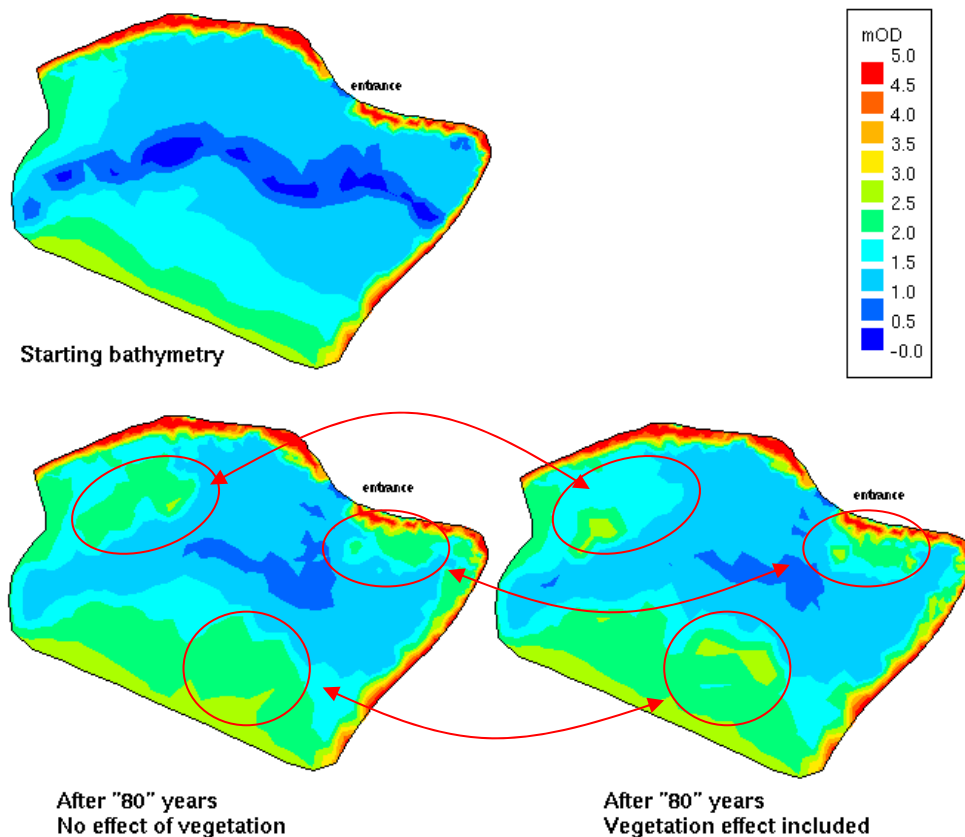 mOD
5.0
4.5
4.0
3.5
3.0
2.5
2.0
1.5
1.0
0.5
-0.0
entrance
Starting bathymetry
entrance
entrance
After "80" years
No effect of vegetation
After "80" years
Vegetation effect included